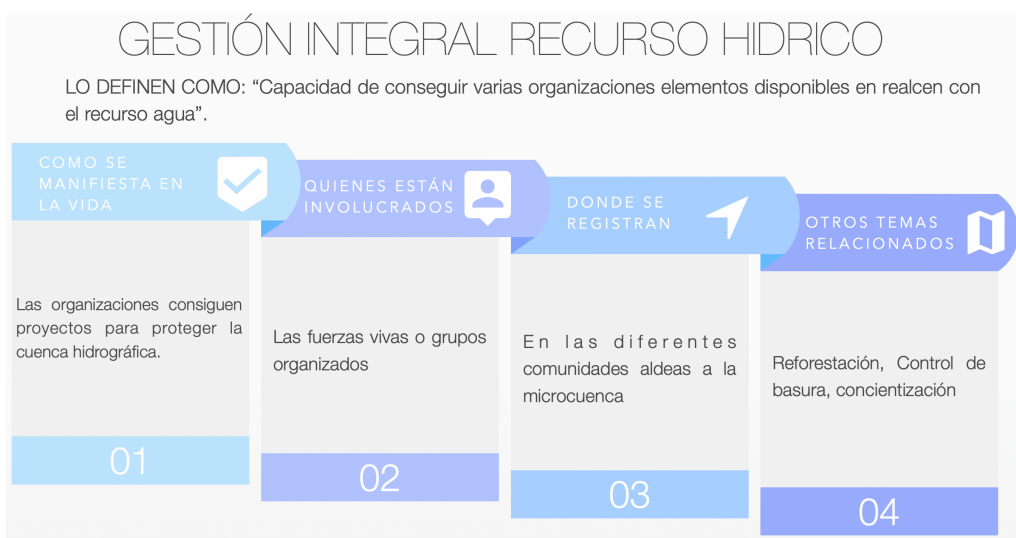 GESTIÓN INTEGRAL RECURSO HIDRICO
LO DEFINEN COMO: “Capacidad de conseguir varias organizaciones elementos disponibles en realcen con
el recurso agua”.
COMO SE
MANIFIESTA EN
LA VIDA
Las organizaciones consiguen
proyectos para proteger la
cuenca hidrográfica.
01
QUIENES ESTÁN
INVOLUCRADOS
Las fuerzas vivas o grupos
organizados
02
DONDE SE
REGISTRAN
En las diferentes
comunidades aldeas a la
microcuenca
03
OTROS TEMAS
RELACIONADOS
Reforestación, Control de
basura, concientización
04